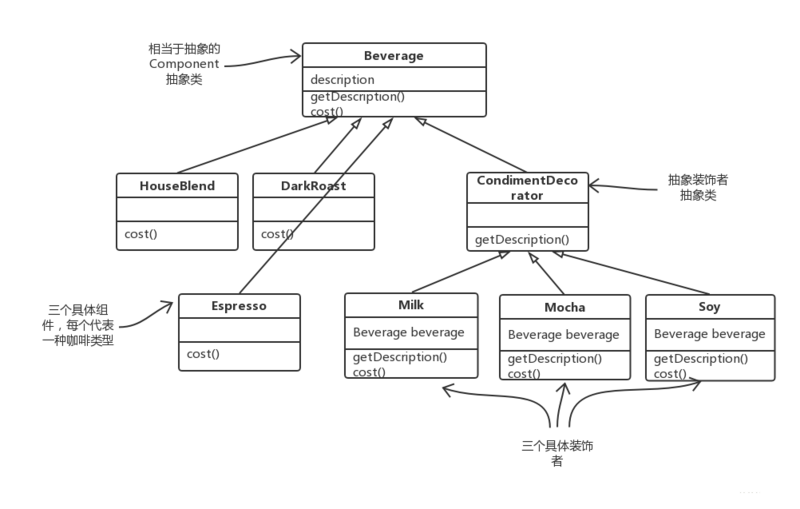 相当于抽象的
Component
抽象类
Beverage
description
getDescription()
cost()
HouseBlend
cost()
DarkRoast
cost()
CondimentDeco
rator
getDescription()
抽象装饰者
抽象类
三个具体组
件，每个代表
一种咖啡类型
Espresso
cost()
Milk
Beverage beverage
getDescription()
cost()
Mocha
Beverage beverage
getDescription()
cost()
Soy
Beverage beverage
getDescription()
cost()
三个具体装饰
者